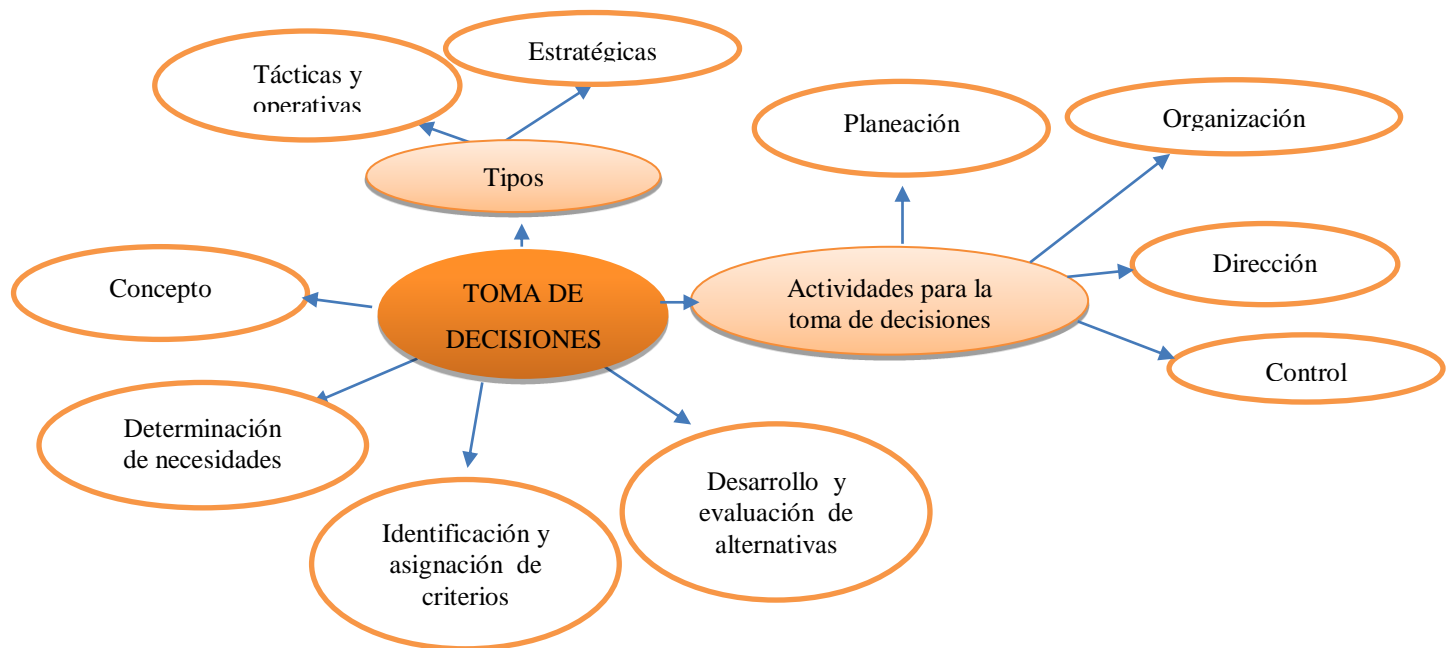 Estratégicas
Tácticas y
operativas
Planeación
Organización
Tipos
Concepto
TOMA DE
DECISIONES
Actividades para la
toma de decisiones
Dirección
Control
Determinación
de necesidades
Identificación y
asignación de
criterios
Desarrollo y
evaluación de
alternativas